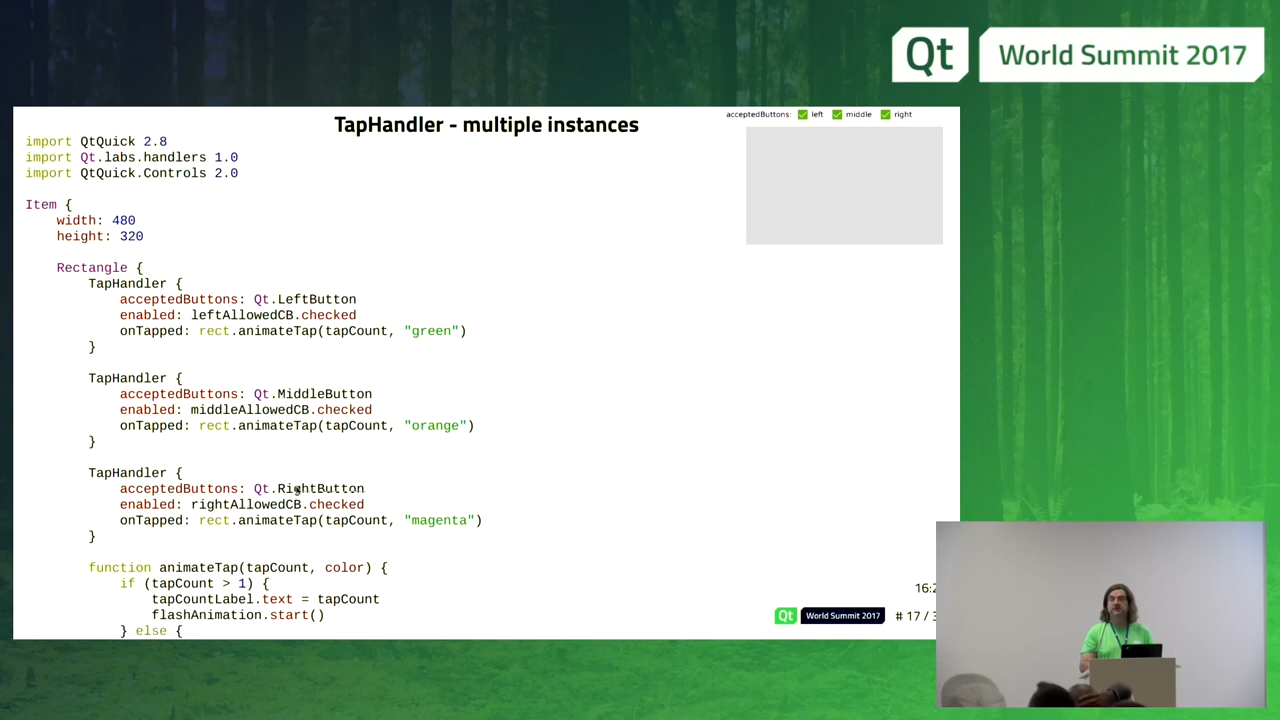 Qt World Summit 2017
TapHandler - multiple instances
acceptedButtons: left middle right
import QtQuick 2.8
import Qt.labs.handlers 1.0
import QtQuick.Controls 2.0
Item {
width: 480
height: 320
Rectangle {
TapHandler {
acceptedButtons: Qt.LeftButton
enabled: leftAllowedCB.checked
onTapped: rect.animateTap(tapCount, "green")
}
TapHandler {
acceptedButtons: Qt.MiddleButton
enabled: middleAllowedCB.checked
onTapped: rect.animateTap(tapCount, "orange")
}
TapHandler {
acceptedButtons: Qt.RightButton
enabled: rightAllowedCB.checked
onTapped: rect.animateTap(tapCount, "magenta")
}
function animateTap(tapCount, color) {
if (tapCount > 1) {
tapCountLabel.text = tapCount
flashAnimation.start()
} else {
Qt World Summit 2017 # 17 /